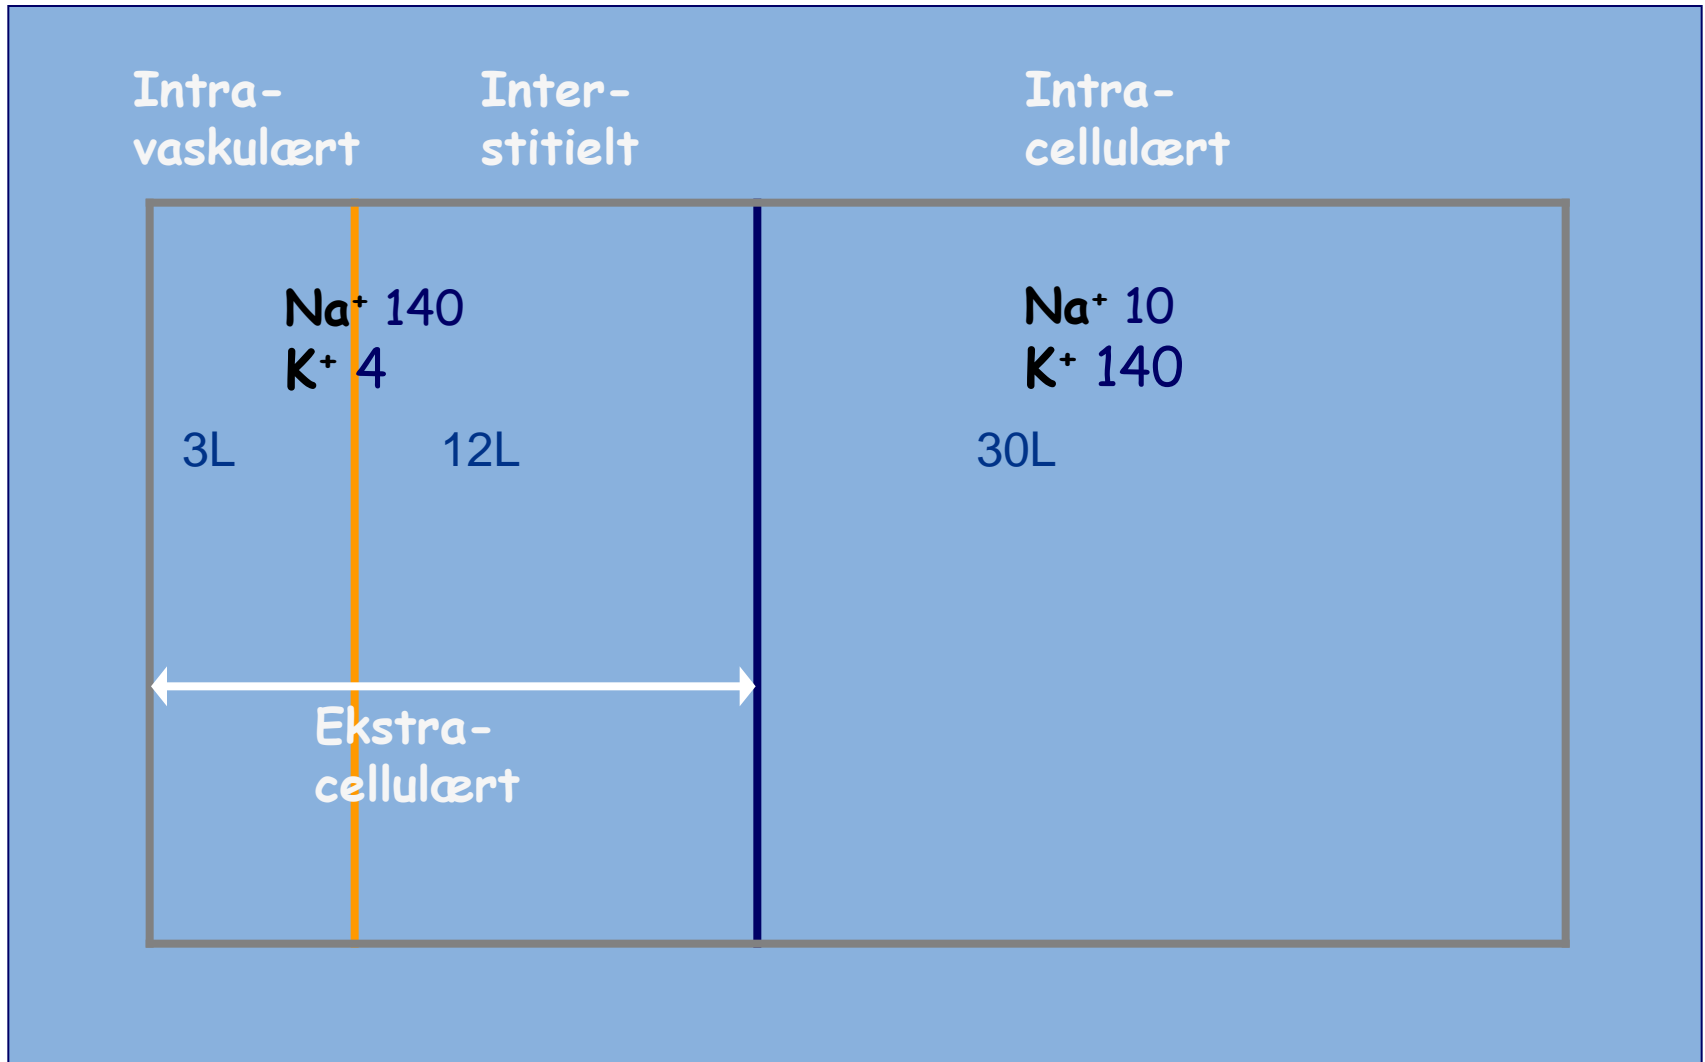 Intra-
vaskulært
Inter-
stitielt
Intra-
cellulært
Na⁺ 140
K⁺ 4
Na⁺ 10
K⁺ 140
3L
12L
30L
Ekstra-
cellulært